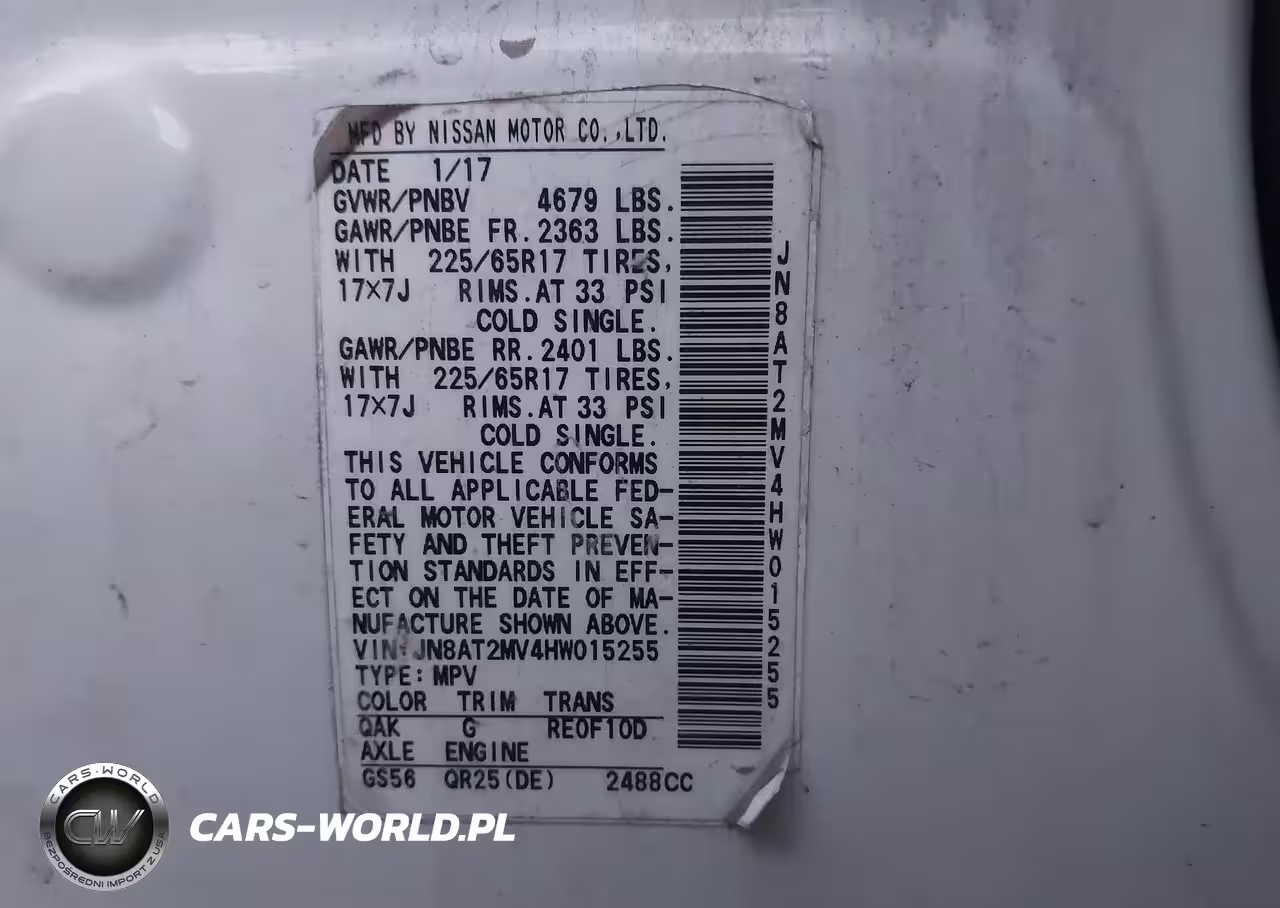 MFD BY NISSAN MOTOR CO.,LTD.
DATE 1/17
GVWR/PNBV 4679 LBS.
GAWR/PNBE FR. 2363 LBS.
WITH 225/65R17 TIRES,
17×7J RIMS.AT 33 PSI
COLD SINGLE.
GAWR/PNBE RR. 2401 LBS.
WITH 225/65R17 TIRES,
17×7J RIMS.AT 33 PSI
COLD SINGLE.
THIS VEHICLE CONFORMS
TO ALL APPLICABLE FED-
ERAL MOTOR VEHICLE SA-
FETY AND THEFT PREVEN-
TION STANDARDS IN EFF-
ECT ON THE DATE OF MA-
NUFACTURE SHOWN ABOVE.
VIN: JN8AT2MV4HW015255
TYPE: MPV
COLOR TRIM TRANS
QAK G RE0F10D
AXLE ENGINE
GS56 QR25(DE) 2488CC
JN8AT2MV4HW015255
CARS-WORLD
CW
BEZPOŚREDNI IMPORT Z USA
CARS-WORLD.PL